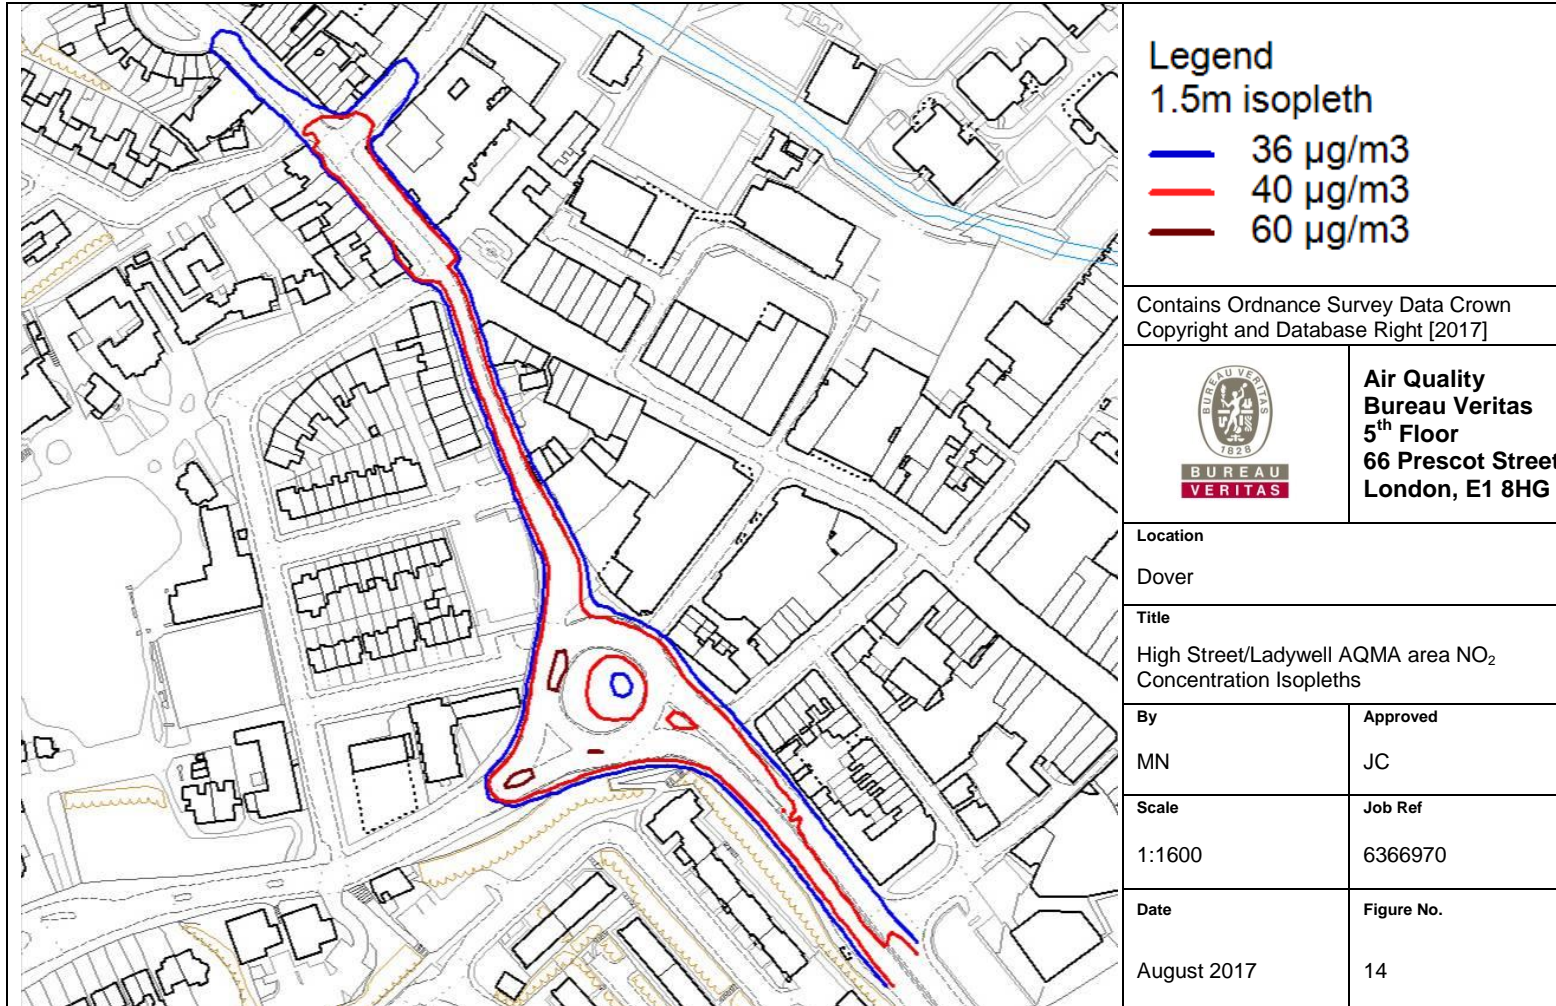 Legend
1.5m isopleth
36 µg/m3
40 µg/m3
60 µg/m3
Contains Ordnance Survey Data Crown
Copyright and Database Right [2017]
BUREAU VERITAS
1828
BUREAU
VERITAS
Air Quality
Bureau Veritas
5th Floor
66 Prescot Street
London, E1 8HG
Location
Dover
Title
High Street/Ladywell AQMA area NO2
Concentration Isopleths
By
MN
Approved
JC
Scale
1:1600
Job Ref
6366970
Date
August 2017
Figure No.
14